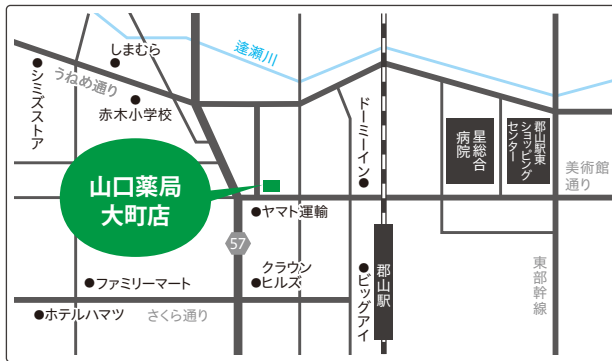 しまむら
うねめ通り
シミズストア
赤木小学校
逢瀬川
ドーミーイン
星総合
病院
郡山駅東
ショッピング
センター
美術館
通り
山口薬局
大町店
ヤマト運輸
57
クラウン
ヒルズ
ファミリーマート
ホテルハマツ
さくら通り
ビッグアイ
郡山駅
東部幹線